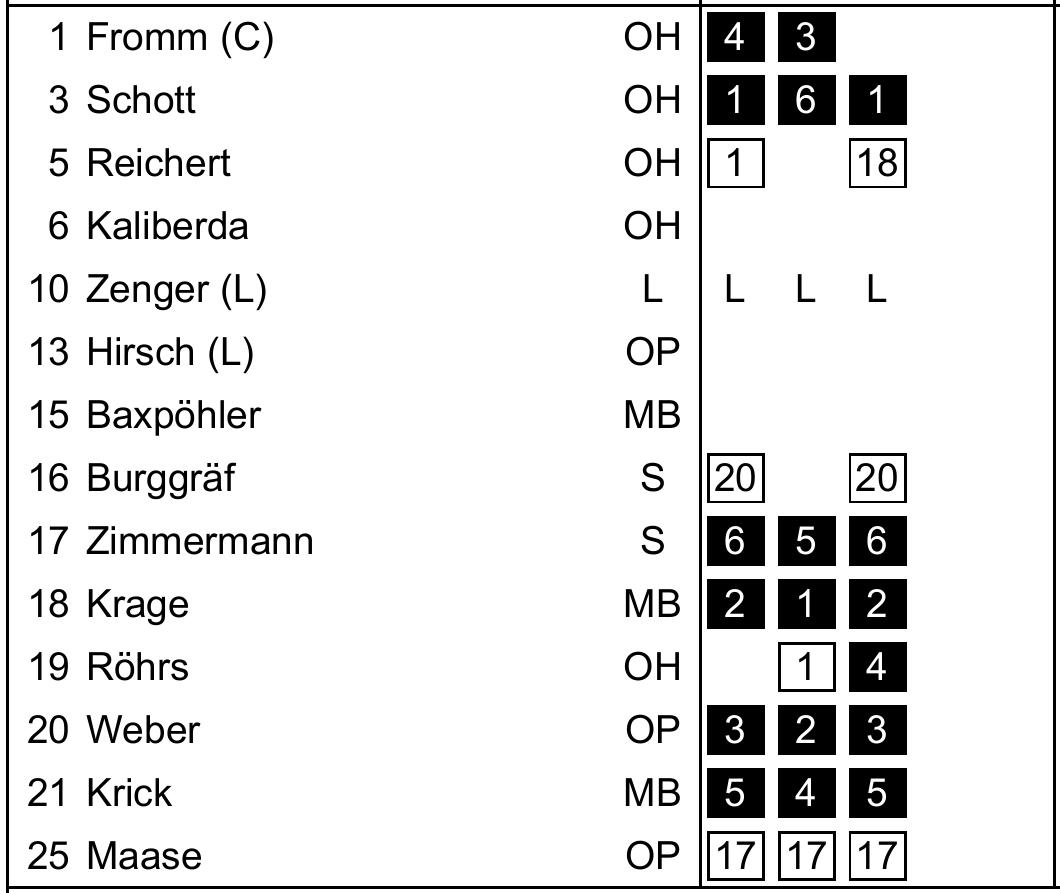 1 Fromm (C) OH 4 3
3 Schott OH 1 6 1
5 Reichert OH 1 18
6 Kaliberda OH
10 Zenger (L) L L L L
13 Hirsch (L) OP
15 Baxpöhler MB
16 Burggräf S 20 20
17 Zimmermann S 6 5 6
18 Krage MB 2 1 2
19 Röhrs OH 1 4
20 Weber OP 3 2 3
21 Krick MB 5 4 5
25 Maase OP 17 17 17